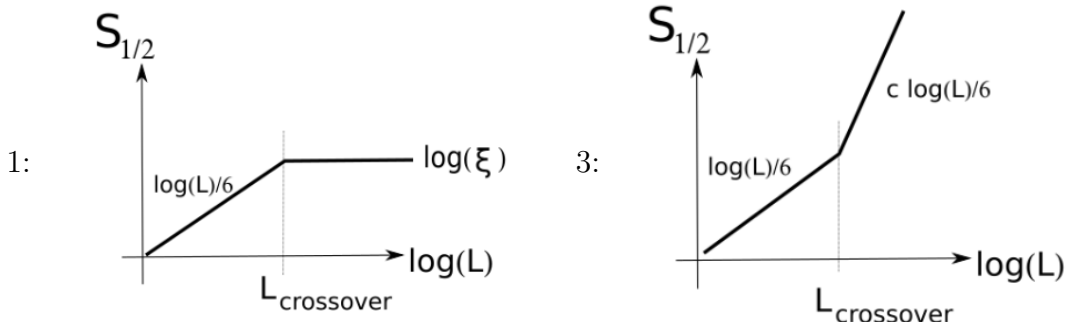 1:
S1/2
log(L)/6
log(ξ)
log(L)
Lcrossover
3:
S1/2
c log(L)/6
log(L)/6
log(L)
Lcrossover